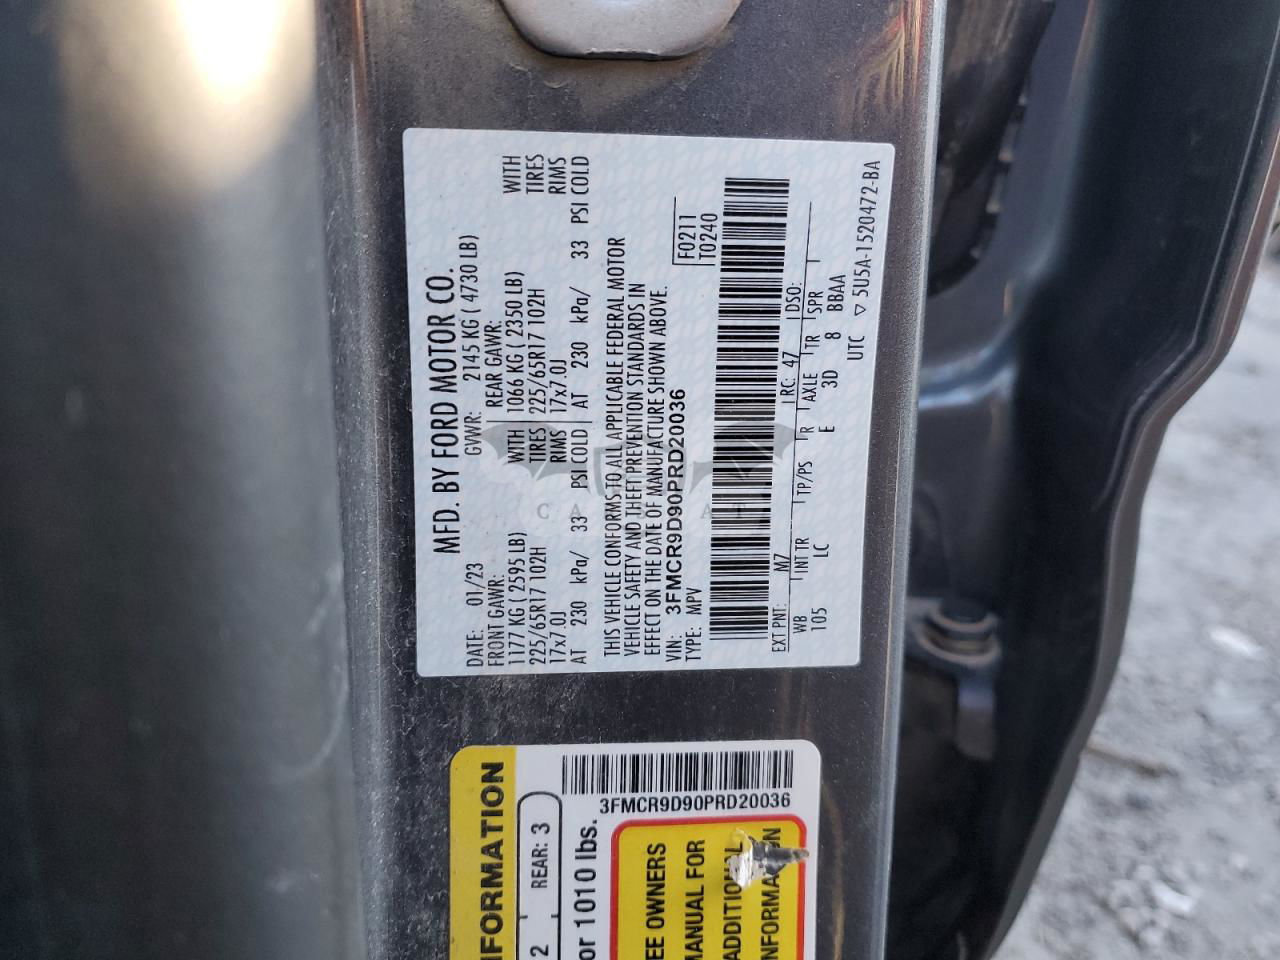 MFD. BY FORD MOTOR CO.
DATE: 01/23 GVWR: 2145 KG ( 4730 LB)
FRONT GAWR: REAR GAWR:
1177 KG ( 2595 LB) WITH 1066 KG ( 2350 LB) WITH
225/65R17 102H TIRES 225/65R17 102H TIRES
17x7.0J RIMS 17x7.0J RIMS
AT 230 kPa/ 33 PSI COLD AT 230 kPa/ 33 PSI COLD
THIS VEHICLE CONFORMS TO ALL APPLICABLE FEDERAL MOTOR
VEHICLE SAFETY AND THEFT PREVENTION STANDARDS IN
EFFECT ON THE DATE OF MANUFACTURE SHOWN ABOVE.
VIN: 3FMCR9D90PRD20036 F0211
TYPE: MPV T0240
EXT PNT: M7 RC: 47 DSO:
WB INT TR TP/PS R AXLE TR SPR
105 LC E 3D 8 BBAA
UTC ▽ 5U5A-1520472-BA
3FMCR9D90PRD20036
2 REAR: 3
or 1010 lbs.
EE OWNERS
MANUAL FOR
ADDITIONAL